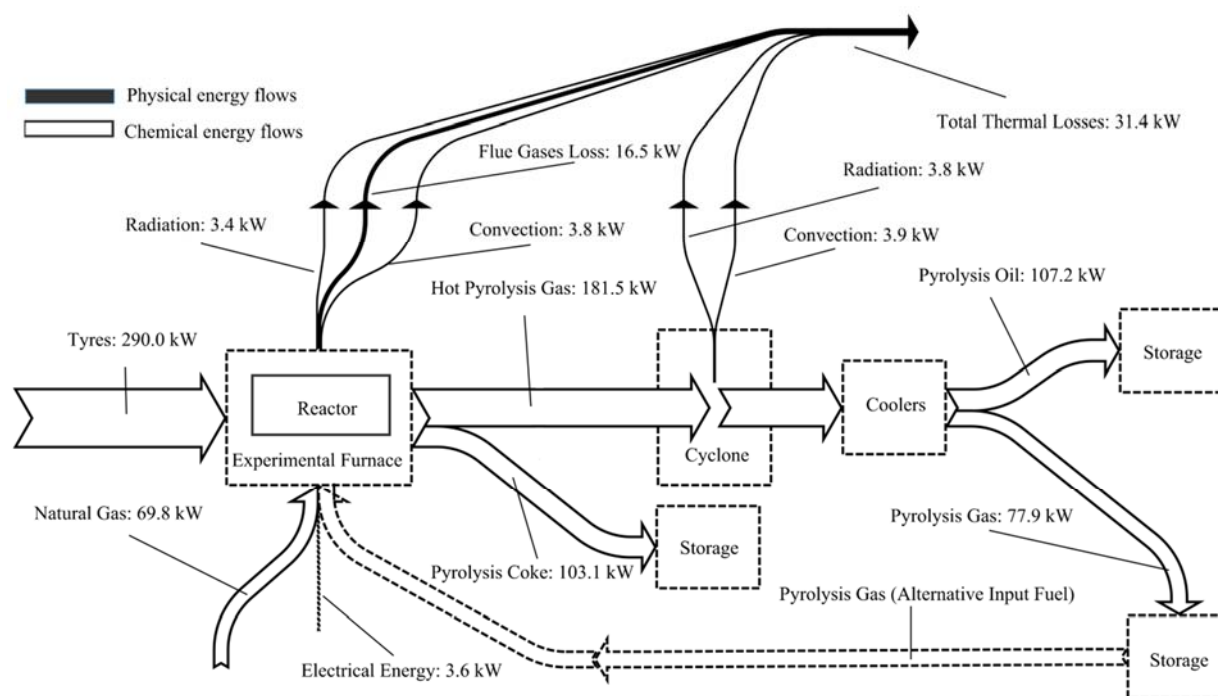 Physical energy flows
Chemical energy flows
Total Thermal Losses: 31.4 kW
Flue Gases Loss: 16.5 kW
Radiation: 3.8 kW
Radiation: 3.4 kW
Convection: 3.8 kW
Convection: 3.9 kW
Hot Pyrolysis Gas: 181.5 kW
Pyrolysis Oil: 107.2 kW
Tyres: 290.0 kW
Storage
Reactor
Coolers
Experimental Furnace
Cyclone
Natural Gas: 69.8 kW
Pyrolysis Gas: 77.9 kW
Storage
Pyrolysis Coke: 103.1 kW
Pyrolysis Gas (Alternative Input Fuel)
Electrical Energy: 3.6 kW
Storage